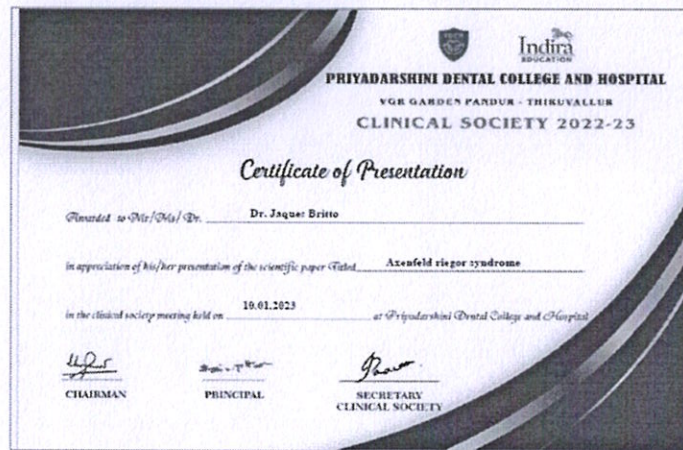 Indira
EDUCATION
PRIYADARSHINI DENTAL COLLEGE AND HOSPITAL
VGR GARDEN PANDUR - THIRUVALLUR
CLINICAL SOCIETY 2022-23
Certificate of Presentation
Awarded to Mr/Ms/ Dr. Dr. Jaques Britto
in appreciation of his/her presentation of the scientific paper Titled Axenfeld riegor syndrome
in the clinical society meeting held on 10.01.2023 at Priyadarshini Dental College and Hospital
CHAIRMAN PRINCIPAL SECRETARY
CLINICAL SOCIETY